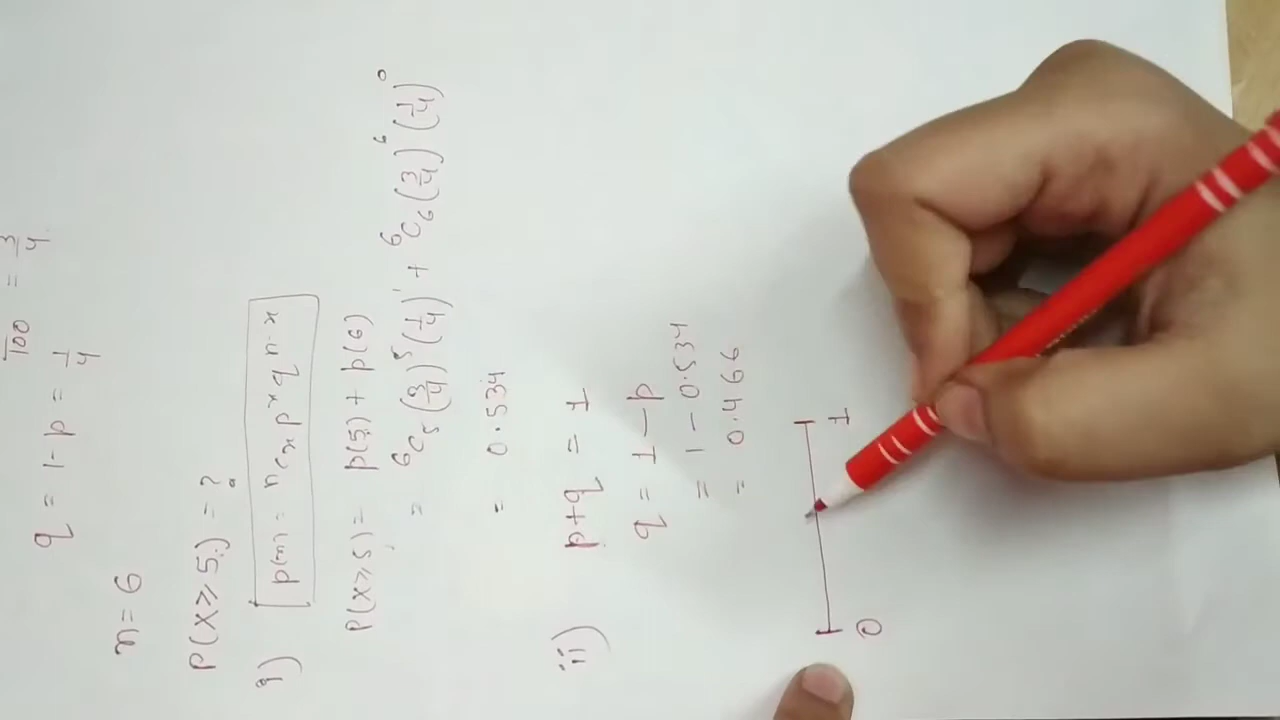 /100 = 3/4
q = 1-p = 1/4
n = 6
P(x ⩾ 5) = ?
i) p(x) = nCx p^x q^n-x
P(x ⩾ 5) = p(5) + p(6)
= ⁶C₅ (3/4)⁵ (1/4)¹ + ⁶C₆ (3/4)⁶ (1/4)⁰
= 0.534
ii) p+q = 1
q = 1 - p
= 1 - 0.534
= 0.466
0 1